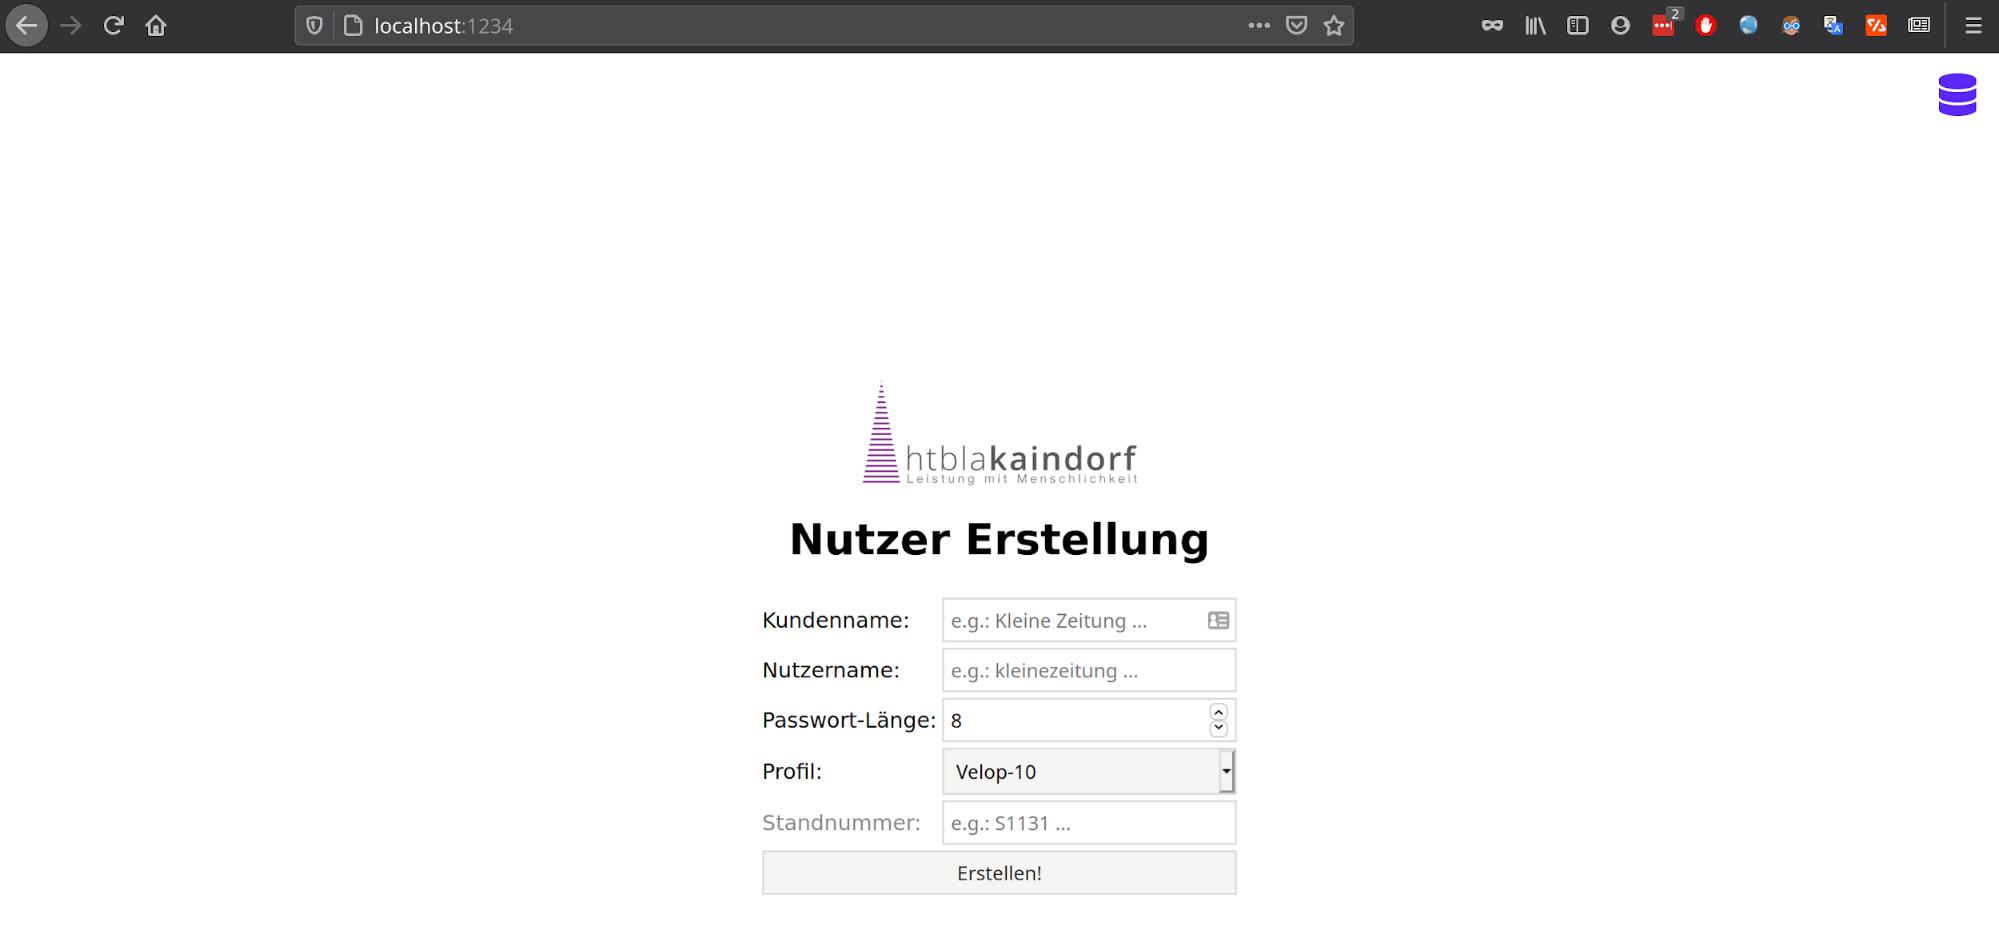 localhost:1234
2
htblakaindorf
Leistung mit Menschlichkeit
Nutzer Erstellung
Kundenname: e.g.: Kleine Zeitung ...
Nutzername: e.g.: kleinezeitung ...
Passwort-Länge: 8
Profil: Velop-10
Standnummer: e.g.: S1131 ...
Erstellen!